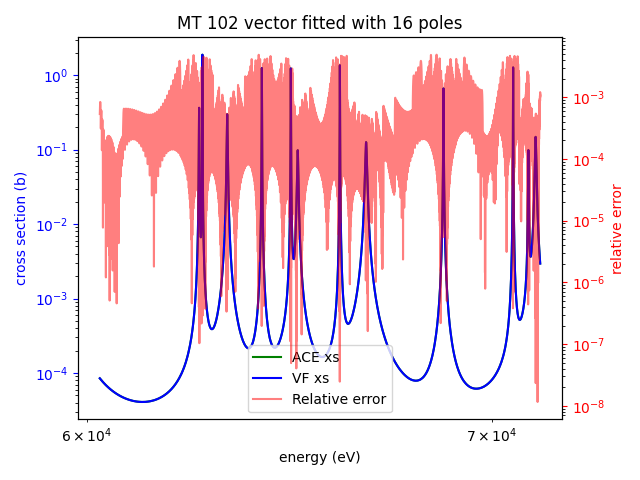 MT 102 vector fitted with 16 poles
cross section (b)
10⁰
10⁻¹
10⁻²
10⁻³
10⁻⁴
10⁻³
10⁻⁴
10⁻⁵
10⁻⁶
10⁻⁷
10⁻⁸
relative error
ACE xs
VF xs
Relative error
6 × 10⁴
7 × 10⁴
energy (eV)